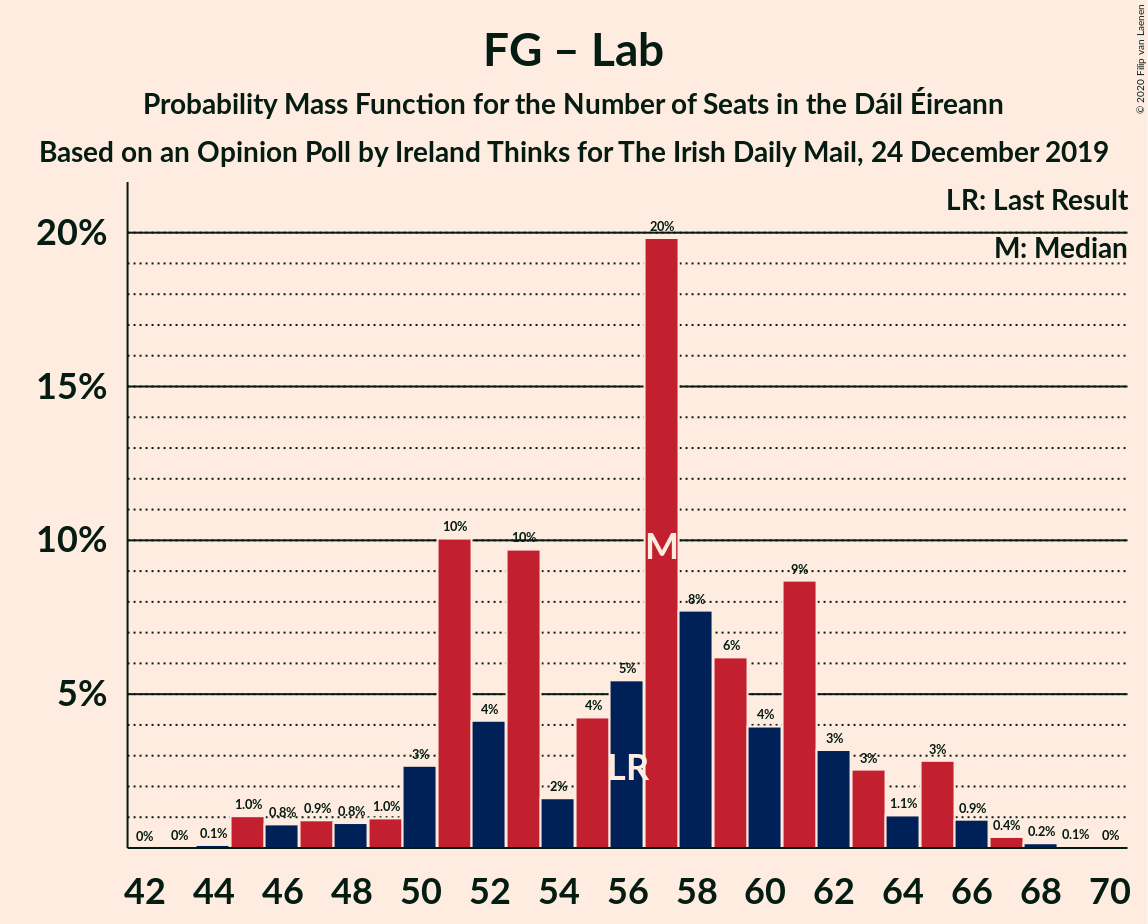 FG – Lab
Probability Mass Function for the Number of Seats in the Dáil Éireann
Based on an Opinion Poll by Ireland Thinks for The Irish Daily Mail, 24 December 2019
© 2020 Filip van Laenen
LR: Last Result
M: Median
20%
15%
10%
5%
0% 0% 0.1% 1.0% 0.8% 0.9% 0.8% 1.0% 3% 10% 4% 10% 2% 4% 5% 20% 8% 6% 4% 9% 3% 3% 1.1% 3% 0.9% 0.4% 0.2% 0.1% 0%
M
LR
42 44 46 48 50 52 54 56 58 60 62 64 66 68 70